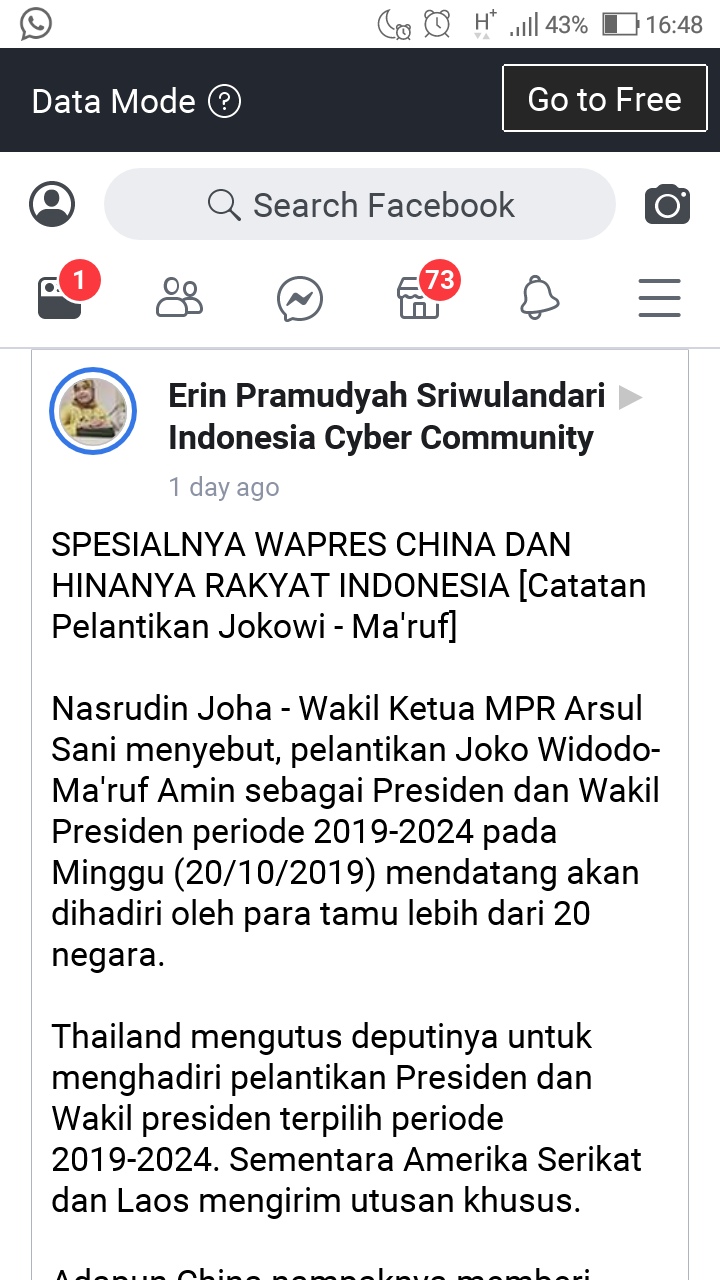 43% 16:48
Data Mode ? Go to Free
Search Facebook
1 73
Erin Pramudyah Sriwulandari
Indonesia Cyber Community
1 day ago
SPESIALNYA WAPRES CHINA DAN
HINANYA RAKYAT INDONESIA [Catatan
Pelantikan Jokowi - Ma'ruf]
Nasrudin Joha - Wakil Ketua MPR Arsul
Sani menyebut, pelantikan Joko Widodo-
Ma'ruf Amin sebagai Presiden dan Wakil
Presiden periode 2019-2024 pada
Minggu (20/10/2019) mendatang akan
dihadiri oleh para tamu lebih dari 20
negara.
Thailand mengutus deputinya untuk
menghadiri pelantikan Presiden dan
Wakil presiden terpilih periode
2019-2024. Sementara Amerika Serikat
dan Laos mengirim utusan khusus.
Adapun China nampaknya memberi